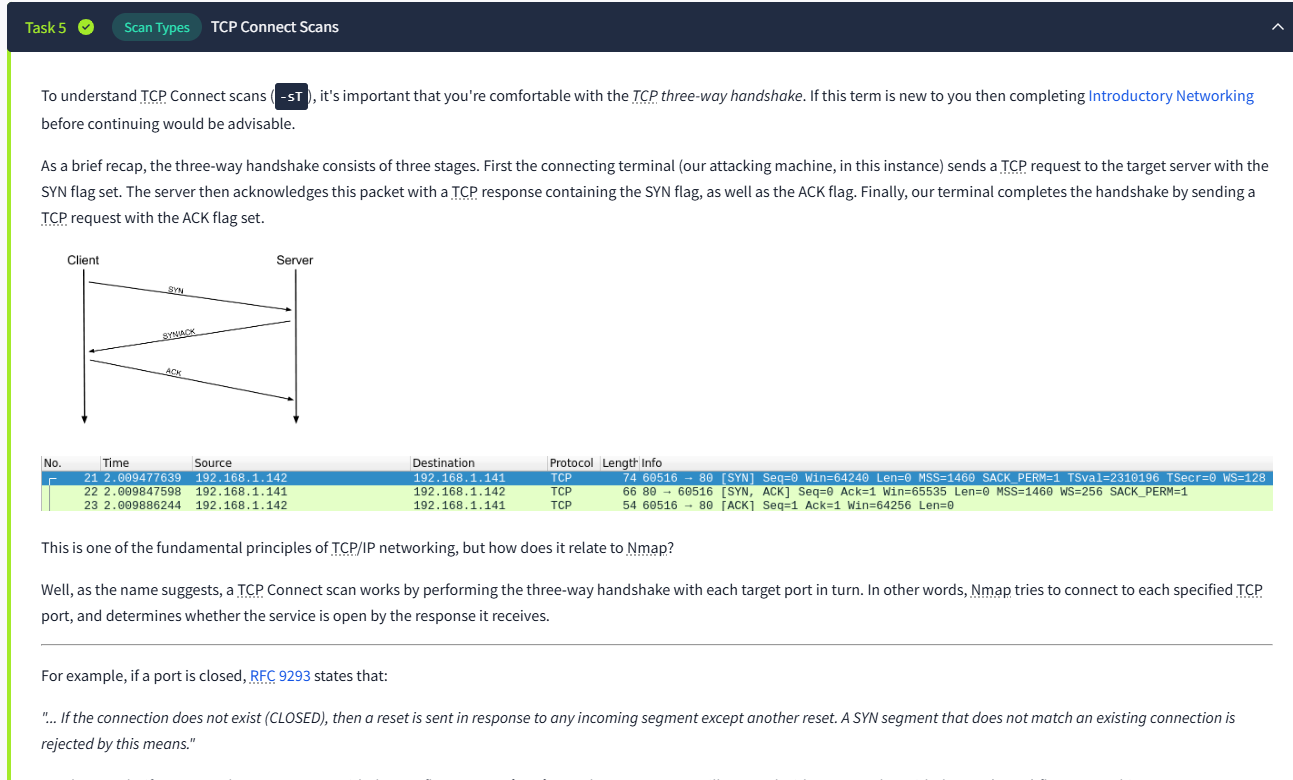 Task 5 Scan Types TCP Connect Scans
To understand TCP Connect scans (-sT), it's important that you're comfortable with the TCP three-way handshake. If this term is new to you then completing Introductory Networking
before continuing would be advisable.
As a brief recap, the three-way handshake consists of three stages. First the connecting terminal (our attacking machine, in this instance) sends a TCP request to the target server with the
SYN flag set. The server then acknowledges this packet with a TCP response containing the SYN flag, as well as the ACK flag. Finally, our terminal completes the handshake by sending a
TCP request with the ACK flag set.
Client Server
SYN
SYN/ACK
ACK
No. Time Source Destination Protocol Length Info
21 2.009477639 192.168.1.142 192.168.1.141 TCP 74 60516 → 80 [SYN] Seq=0 Win=64240 Len=0 MSS=1460 SACK_PERM=1 TSval=2310196 TSecr=0 WS=128
22 2.009847598 192.168.1.141 192.168.1.142 TCP 66 80 → 60516 [SYN, ACK] Seq=0 Ack=1 Win=65535 Len=0 MSS=1460 WS=256 SACK_PERM=1
23 2.009886244 192.168.1.142 192.168.1.141 TCP 54 60516 → 80 [ACK] Seq=1 Ack=1 Win=64256 Len=0
This is one of the fundamental principles of TCP/IP networking, but how does it relate to Nmap?
Well, as the name suggests, a TCP Connect scan works by performing the three-way handshake with each target port in turn. In other words, Nmap tries to connect to each specified TCP
port, and determines whether the service is open by the response it receives.
For example, if a port is closed, RFC 9293 states that:
"... If the connection does not exist (CLOSED), then a reset is sent in response to any incoming segment except another reset. A SYN segment that does not match an existing connection is
rejected by this means."